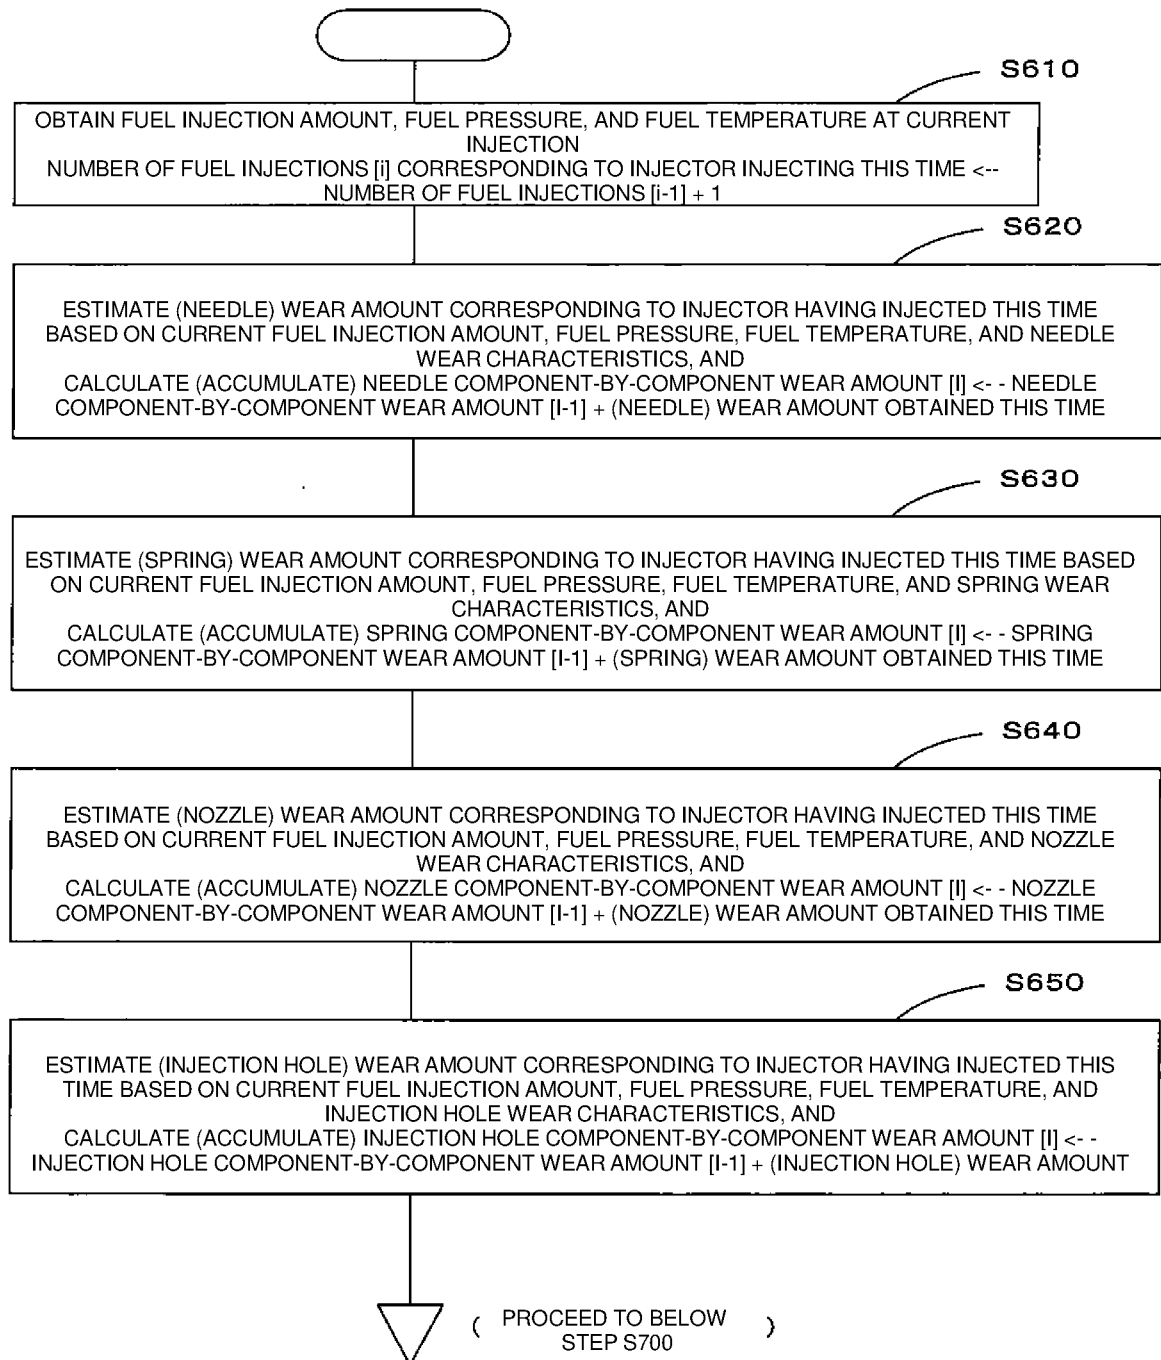 S610
OBTAIN FUEL INJECTION AMOUNT, FUEL PRESSURE, AND FUEL TEMPERATURE AT CURRENT
INJECTION
NUMBER OF FUEL INJECTIONS [i] CORRESPONDING TO INJECTOR INJECTING THIS TIME <--
NUMBER OF FUEL INJECTIONS [i-1] + 1
S620
ESTIMATE (NEEDLE) WEAR AMOUNT CORRESPONDING TO INJECTOR HAVING INJECTED THIS TIME
BASED ON CURRENT FUEL INJECTION AMOUNT, FUEL PRESSURE, FUEL TEMPERATURE, AND NEEDLE
WEAR CHARACTERISTICS, AND
CALCULATE (ACCUMULATE) NEEDLE COMPONENT-BY-COMPONENT WEAR AMOUNT [I] <- - NEEDLE
COMPONENT-BY-COMPONENT WEAR AMOUNT [I-1] + (NEEDLE) WEAR AMOUNT OBTAINED THIS TIME
S630
ESTIMATE (SPRING) WEAR AMOUNT CORRESPONDING TO INJECTOR HAVING INJECTED THIS TIME BASED
ON CURRENT FUEL INJECTION AMOUNT, FUEL PRESSURE, FUEL TEMPERATURE, AND SPRING WEAR
CHARACTERISTICS, AND
CALCULATE (ACCUMULATE) SPRING COMPONENT-BY-COMPONENT WEAR AMOUNT [I] <- - SPRING
COMPONENT-BY-COMPONENT WEAR AMOUNT [I-1] + (SPRING) WEAR AMOUNT OBTAINED THIS TIME
S640
ESTIMATE (NOZZLE) WEAR AMOUNT CORRESPONDING TO INJECTOR HAVING INJECTED THIS TIME
BASED ON CURRENT FUEL INJECTION AMOUNT, FUEL PRESSURE, FUEL TEMPERATURE, AND NOZZLE
WEAR CHARACTERISTICS, AND
CALCULATE (ACCUMULATE) NOZZLE COMPONENT-BY-COMPONENT WEAR AMOUNT [I] <- - NOZZLE
COMPONENT-BY-COMPONENT WEAR AMOUNT [I-1] + (NOZZLE) WEAR AMOUNT OBTAINED THIS TIME
S650
ESTIMATE (INJECTION HOLE) WEAR AMOUNT CORRESPONDING TO INJECTOR HAVING INJECTED THIS
TIME BASED ON CURRENT FUEL INJECTION AMOUNT, FUEL PRESSURE, FUEL TEMPERATURE, AND
INJECTION HOLE WEAR CHARACTERISTICS, AND
CALCULATE (ACCUMULATE) INJECTION HOLE COMPONENT-BY-COMPONENT WEAR AMOUNT [I] <- -
INJECTION HOLE COMPONENT-BY-COMPONENT WEAR AMOUNT [I-1] + (INJECTION HOLE) WEAR AMOUNT
( PROCEED TO BELOW )
STEP S700